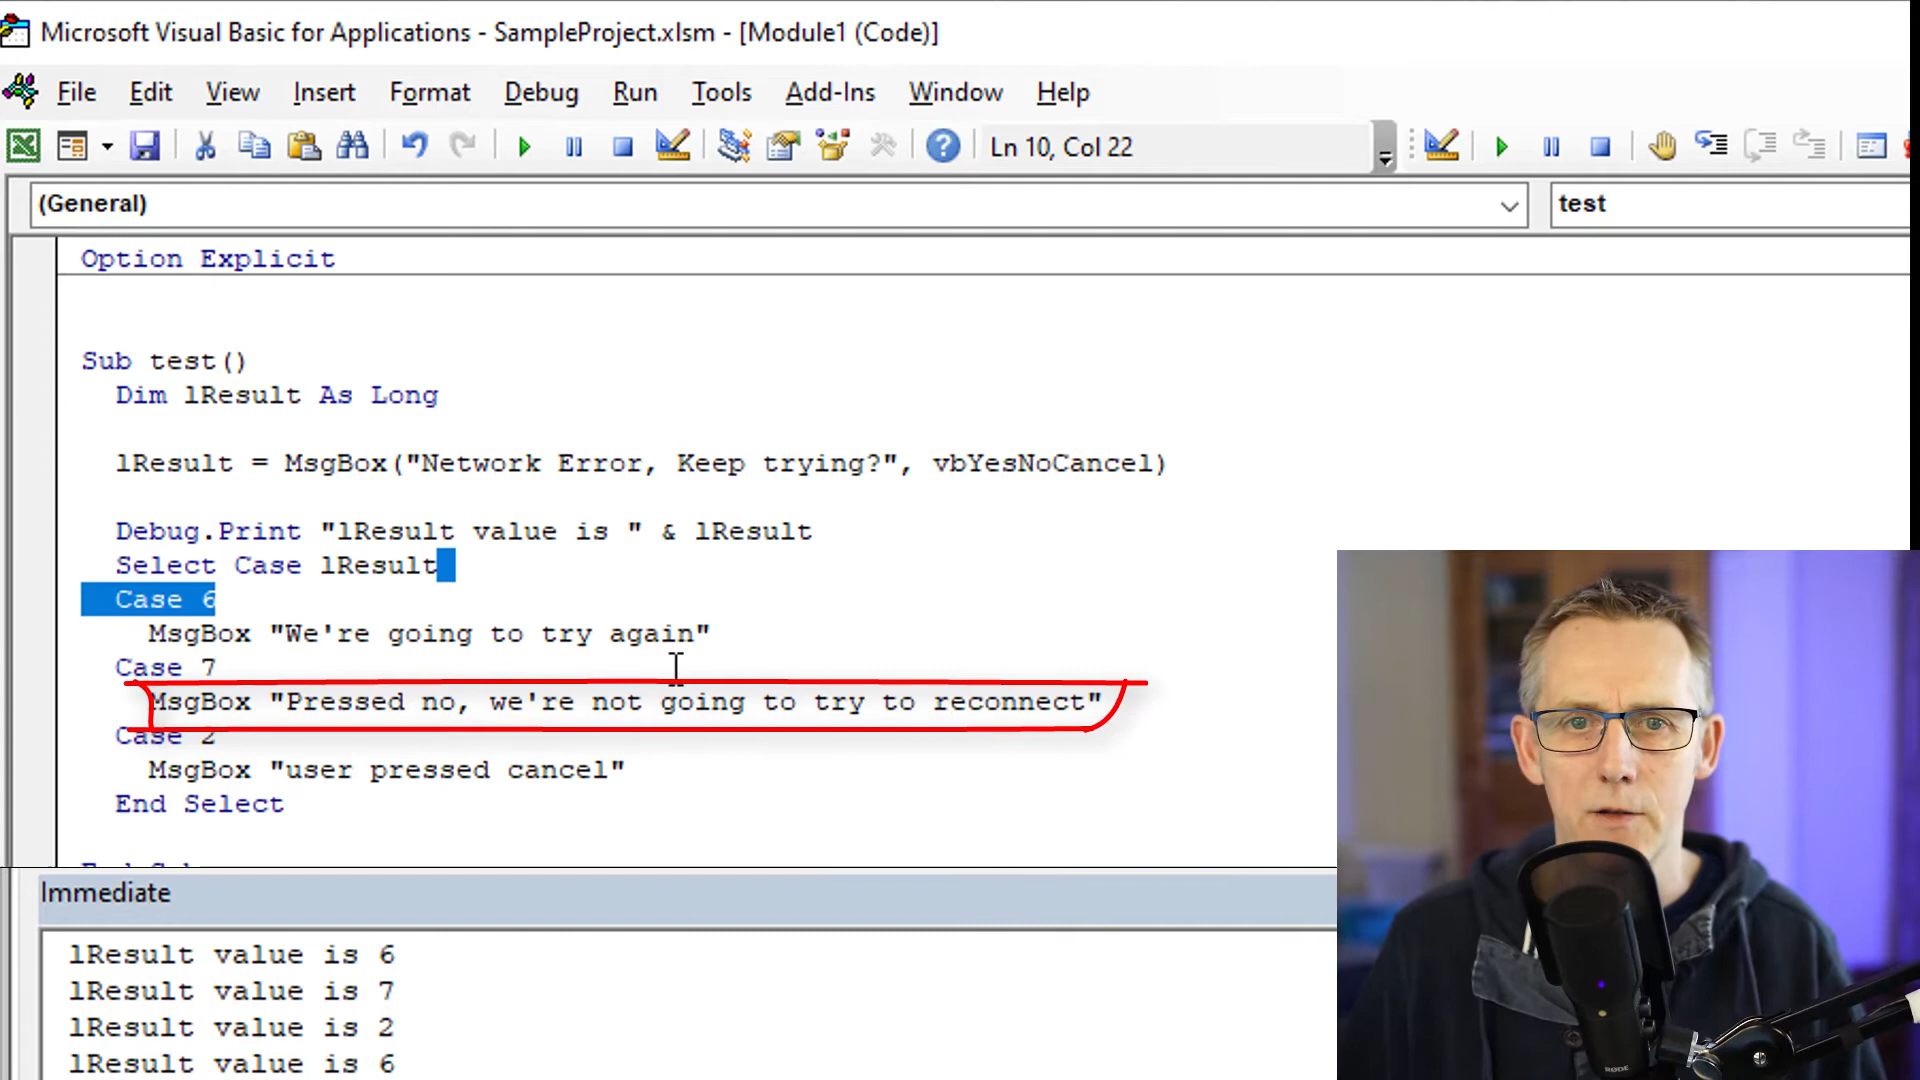 Microsoft Visual Basic for Applications - SampleProject.xlsm - [Module1 (Code)]
File Edit View Insert Format Debug Run Tools Add-Ins Window Help
Ln 10, Col 22
(General) test
Option Explicit
Sub test()
Dim lResult As Long
lResult = MsgBox("Network Error, Keep trying?", vbYesNoCancel)
Debug.Print "lResult value is " & lResult
Select Case lResult
Case 6
MsgBox "We're going to try again"
Case 7
MsgBox "Pressed no, we're not going to try to reconnect"
Case 2
MsgBox "user pressed cancel"
End Select
End Sub
Immediate
lResult value is 6
lResult value is 7
lResult value is 2
lResult value is 6
RØDE